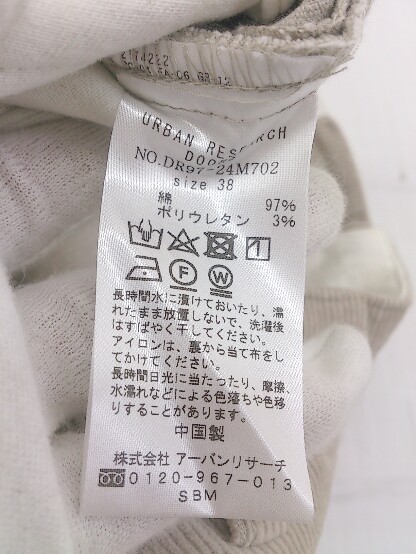 2174222
URBAN RESEARCH
DOORS
NO.DR97-24M702
size 38
綿 97%
ポリウレタン 3%
F W
長時間水に漬けておいたり、濡
れたまま放置しないで、洗濯後
はすばやく干してください。
アイロンは、裏から当て布をし
てかけてください。
長時間日光に当たったり、摩擦、
水濡れなどによる色落ちや色移
りすることがあります。
中国製
株式会社 アーバンリサーチ
0120-967-013
SBM